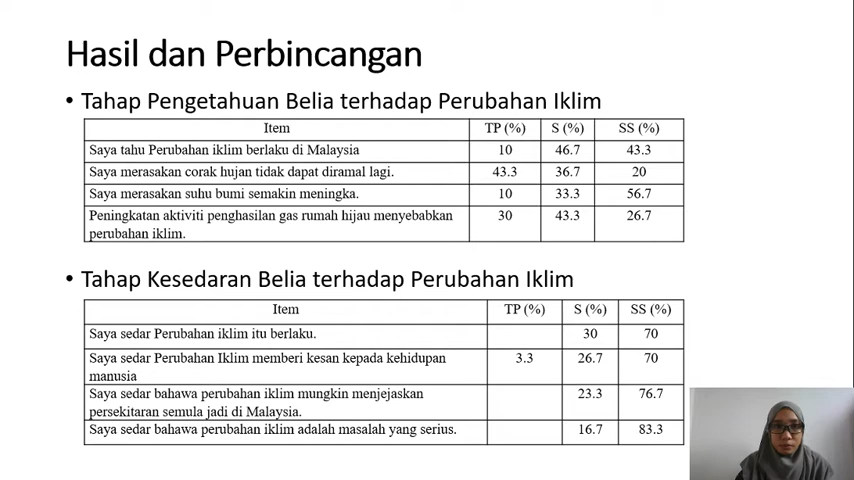 Hasil dan Perbincangan
• Tahap Pengetahuan Belia terhadap Perubahan Iklim
Item TP (%) S (%) SS (%)
Saya tahu Perubahan iklim berlaku di Malaysia 10 46.7 43.3
Saya merasakan corak hujan tidak dapat diramal lagi. 43.3 36.7 20
Saya merasakan suhu bumi semakin meningka. 10 33.3 56.7
Peningkatan aktiviti penghasilan gas rumah hijau menyebabkan 30 43.3 26.7
perubahan iklim.
• Tahap Kesedaran Belia terhadap Perubahan Iklim
Item TP (%) S (%) SS (%)
Saya sedar Perubahan iklim itu berlaku. 30 70
Saya sedar Perubahan Iklim memberi kesan kepada kehidupan 3.3 26.7 70
manusia
Saya sedar bahawa perubahan iklim mungkin menjejaskan 23.3 76.7
persekitaran semula jadi di Malaysia.
Saya sedar bahawa perubahan iklim adalah masalah yang serius. 16.7 83.3